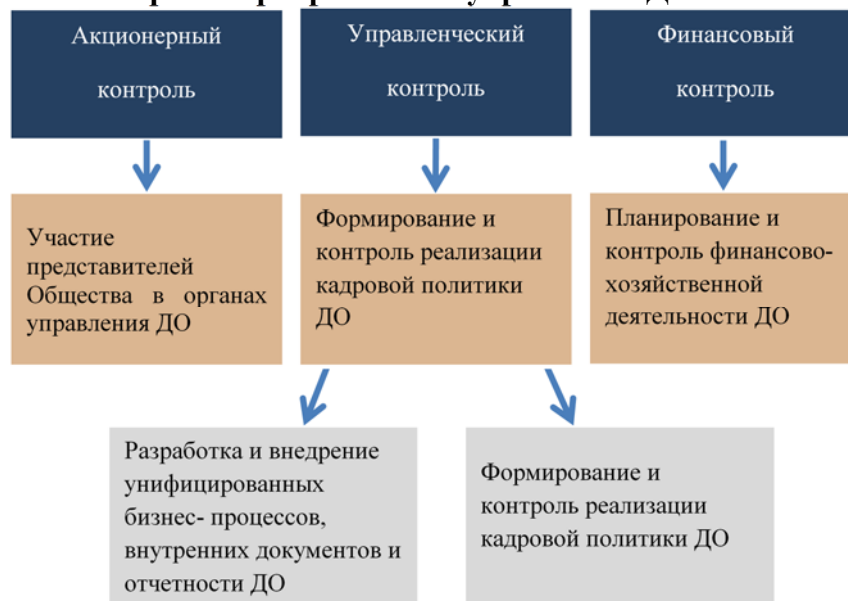 Акционерный
контроль
Управленческий
контроль
Финансовый
контроль
Участие
представителей
Общества в органах
управления ДО
Формирование и
контроль реализации
кадровой политики
ДО
Планирование и
контроль финансово-
хозяйственной
деятельности ДО
Разработка и внедрение
унифицированных
бизнес- процессов,
внутренних документов и
отчетности ДО
Формирование и
контроль реализации
кадровой политики ДО